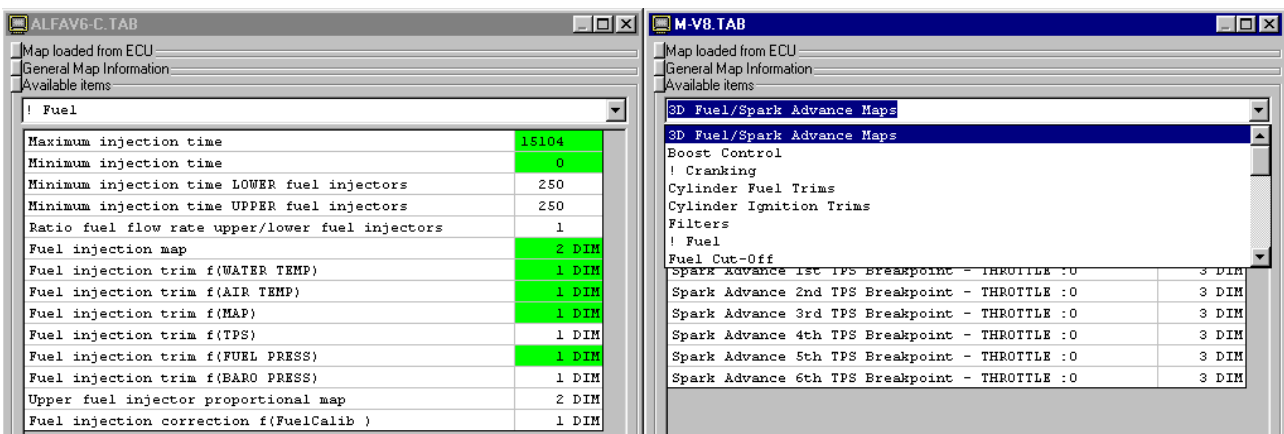 ALFAV6-C.TAB
Map loaded from ECU
General Map Information
Available items
! Fuel
Maximum injection time 15104
Minimum injection time 0
Minimum injection time LOWER fuel injectors 250
Minimum injection time UPPER fuel injectors 250
Ratio fuel flow rate upper/lower fuel injectors 1
Fuel injection map 2 DIM
Fuel injection trim f(WATER TEMP) 1 DIM
Fuel injection trim f(AIR TEMP) 1 DIM
Fuel injection trim f(MAP) 1 DIM
Fuel injection trim f(TPS) 1 DIM
Fuel injection trim f(FUEL PRESS) 1 DIM
Fuel injection trim f(BARO PRESS) 1 DIM
Upper fuel injector proportional map 2 DIM
Fuel injection correction f(FuelCalib ) 1 DIM
M-V8.TAB
Map loaded from ECU
General Map Information
Available items
3D Fuel/Spark Advance Maps
3D Fuel/Spark Advance Maps
Boost Control
! Cranking
Cylinder Fuel Trims
Cylinder Ignition Trims
Filters
! Fuel
Fuel Cut-Off
Spark Advance 1st TPS Breakpoint - THROTTLE :0 3 DIM
Spark Advance 2nd TPS Breakpoint - THROTTLE :0 3 DIM
Spark Advance 3rd TPS Breakpoint - THROTTLE :0 3 DIM
Spark Advance 4th TPS Breakpoint - THROTTLE :0 3 DIM
Spark Advance 5th TPS Breakpoint - THROTTLE :0 3 DIM
Spark Advance 6th TPS Breakpoint - THROTTLE :0 3 DIM